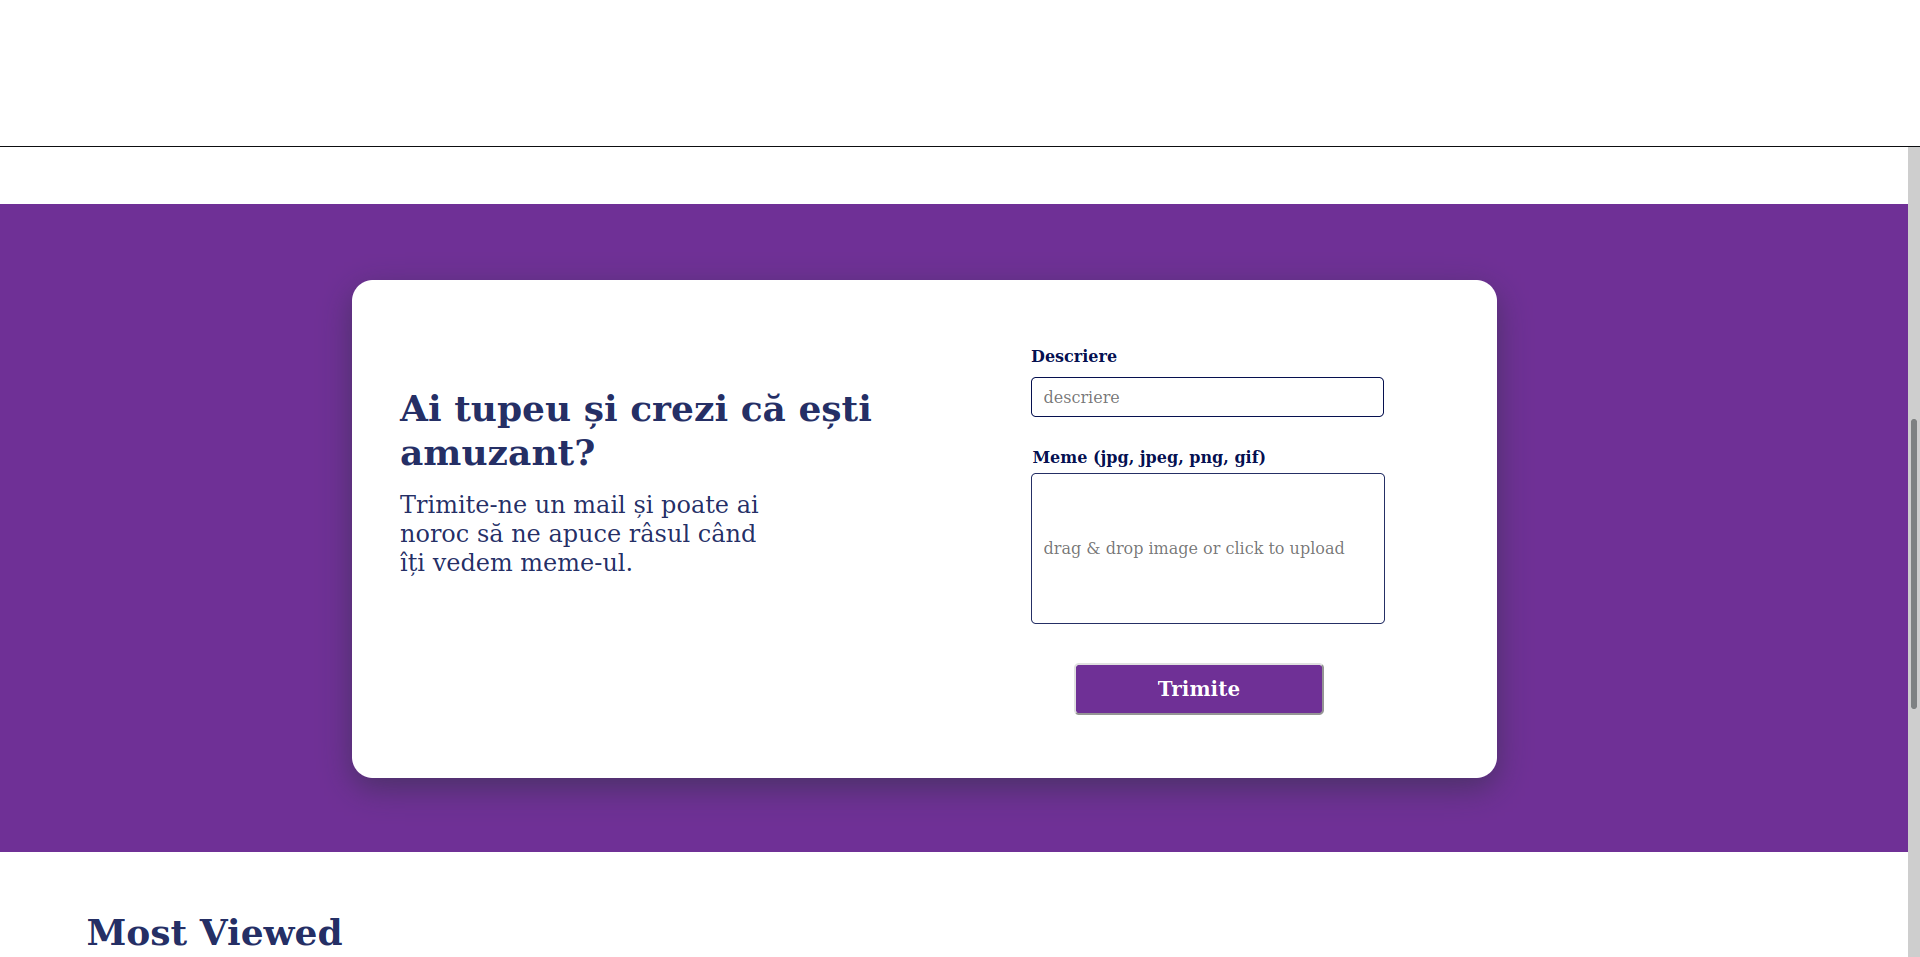 Ai tupeu și crezi că ești
amuzant?
Trimite-ne un mail și poate ai
noroc să ne apuce râsul când
îți vedem meme-ul.
Descriere
descriere
Meme (jpg, jpeg, png, gif)
drag & drop image or click to upload
Trimite
Most Viewed